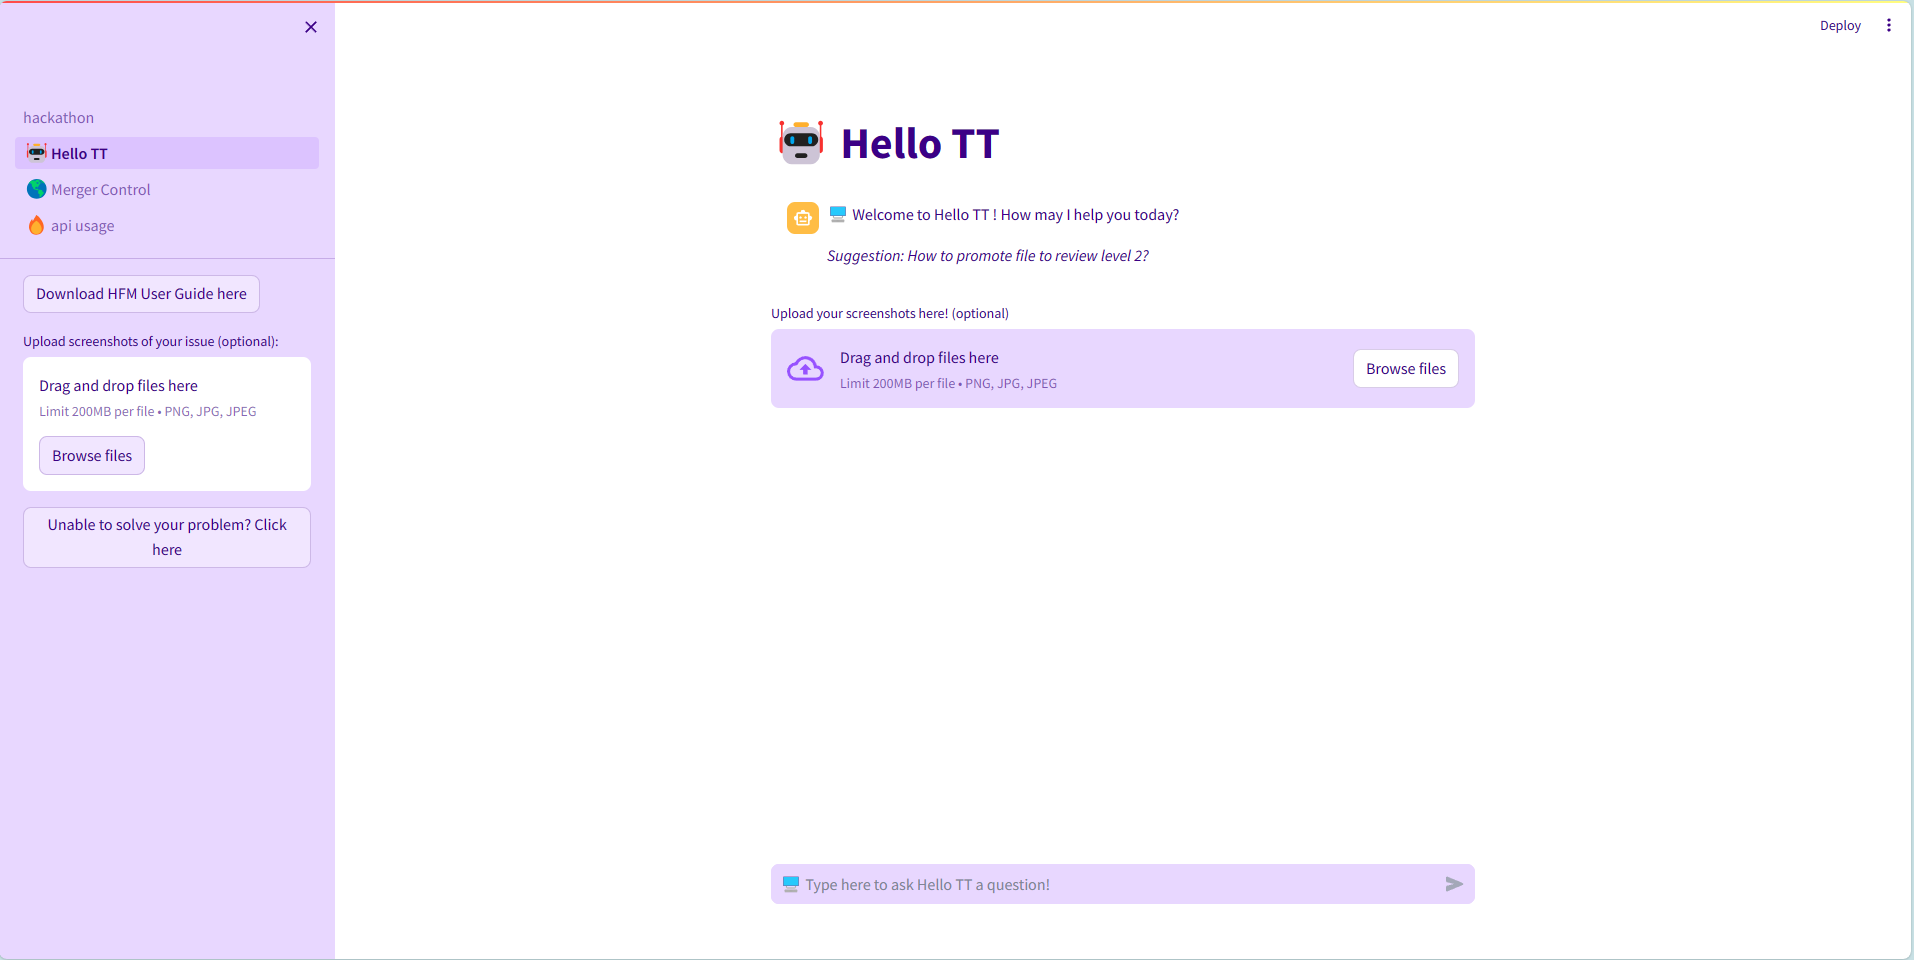 Deploy
hackathon
Hello TT
Merger Control
api usage
Download HFM User Guide here
Upload screenshots of your issue (optional):
Drag and drop files here
Limit 200MB per file • PNG, JPG, JPEG
Browse files
Unable to solve your problem? Click
here
Hello TT
Welcome to Hello TT ! How may I help you today?
Suggestion: How to promote file to review level 2?
Upload your screenshots here! (optional)
Drag and drop files here
Limit 200MB per file • PNG, JPG, JPEG
Browse files
Type here to ask Hello TT a question!